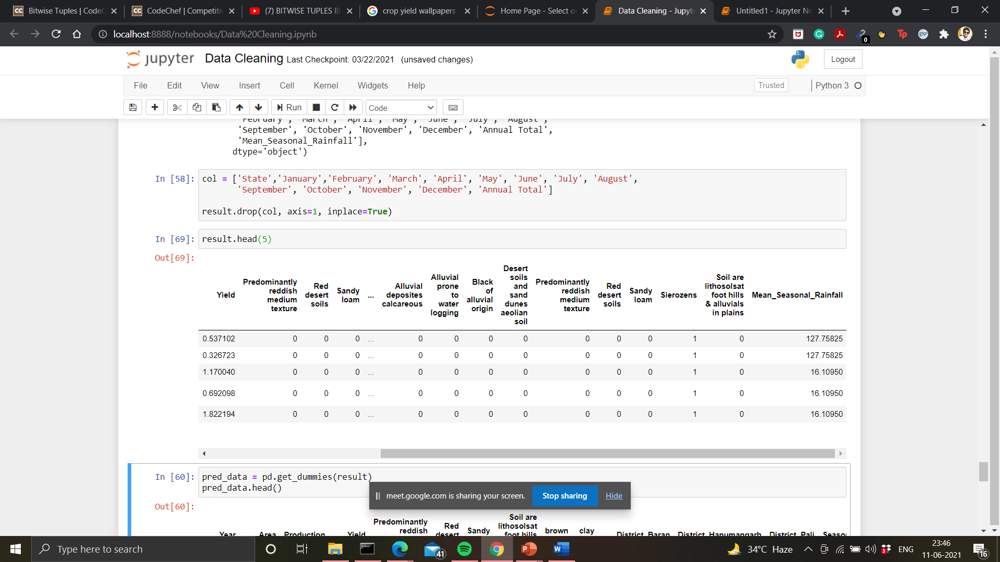 Bitwise Tuples | CodeC
CodeChef | Competitiv
(7) BITWISE TUPLES B
crop yield wallpapers
Home Page - Select o
Data Cleaning - Jupyte
Untitled1 - Jupyter No
localhost:8888/notebooks/Data%20Cleaning.ipynb
0
jupyter Data Cleaning Last Checkpoint: 03/22/2021 (unsaved changes)
Logout
File Edit View Insert Cell Kernel Widgets Help
Trusted
Python 3
Run
Code
'February', 'March', 'April', 'May', 'June', 'July', 'August',
'September', 'October', 'November', 'December', 'Annual Total',
'Mean_Seasonal_Rainfall'],
dtype='object')
In [58]: col = ['State','January','February', 'March', 'April', 'May', 'June', 'July', 'August',
'September', 'October', 'November', 'December', 'Annual Total']
result.drop(col, axis=1, inplace=True)
In [69]: result.head(5)
Out[69]:
Yield
Predominantly
reddish
medium
texture
Red
desert
soils
Sandy
loam
...
Alluvial
deposites
calcareous
Alluvial
prone
to
water
logging
Black
of
alluvial
origin
Desert
soils
and
sand
dunes
aeolian
soil
Predominantly
reddish
medium
texture
Red
desert
soils
Sandy
loam
Sierozens
Soil are
lithosolsat
foot hills
& alluvials
in plains
Mean_Seasonal_Rainfall
0.537102 0 0 0 ... 0 0 0 0 0 0 0 1 0 127.75825
0.326723 0 0 0 ... 0 0 0 0 0 0 0 1 0 127.75825
1.170040 0 0 0 ... 0 0 0 0 0 0 0 1 0 16.10950
0.692098 0 0 0 ... 0 0 0 0 0 0 0 1 0 16.10950
1.822194 0 0 0 ... 0 0 0 0 0 0 0 1 0 16.10950
In [60]: pred_data = pd.get_dummies(result)
pred_data.head()
meet.google.com is sharing your screen.
Stop sharing
Hide
Out[60]:
Year Area Production Yield
Predominantly
reddish
Red
desert
Sandy
Soil are
lithosolsat
foot hills
brown
clay
District_Baran District_Hanumangarh District_Pali Seaso
Type here to search
41
34°C Haze
3
ENG
23:46
11-06-2021
16